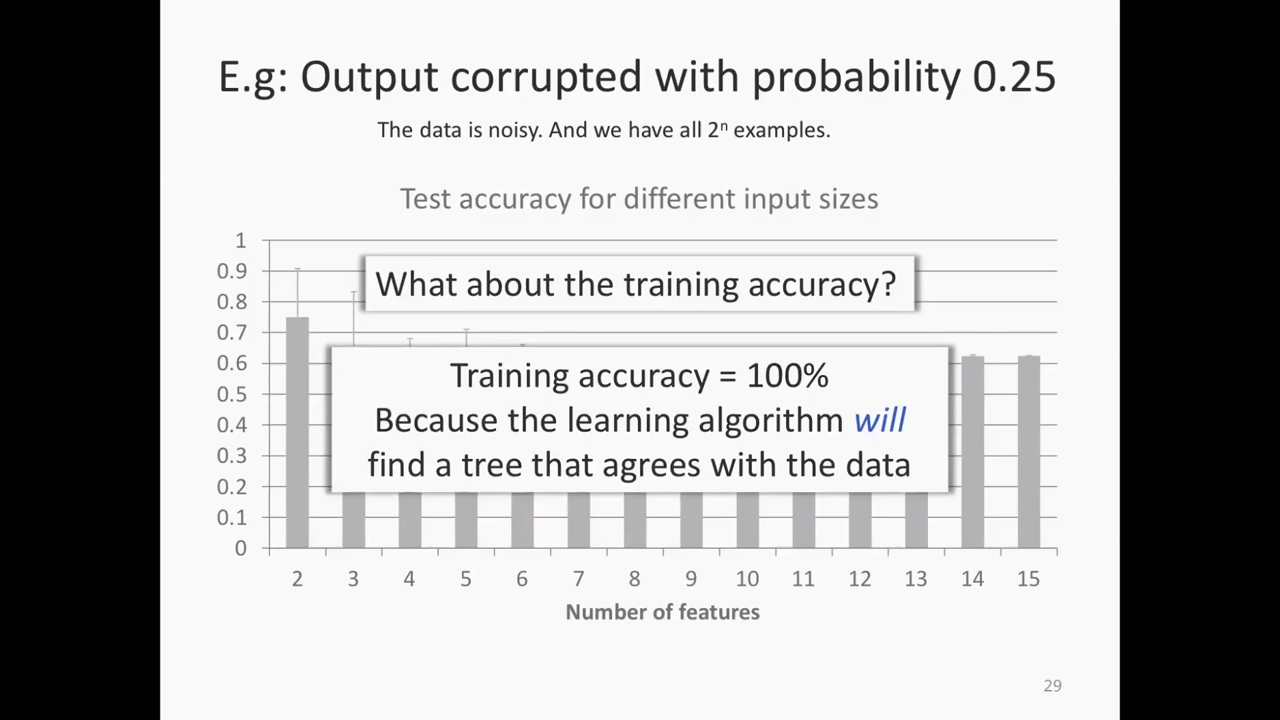 E.g: Output corrupted with probability 0.25
The data is noisy. And we have all 2ⁿ examples.
Test accuracy for different input sizes
1
0.9
0.8
0.7
0.6
0.5
0.4
0.3
0.2
0.1
0
What about the training accuracy?
Training accuracy = 100%
Because the learning algorithm will
find a tree that agrees with the data
2 3 4 5 6 7 8 9 10 11 12 13 14 15
Number of features
29